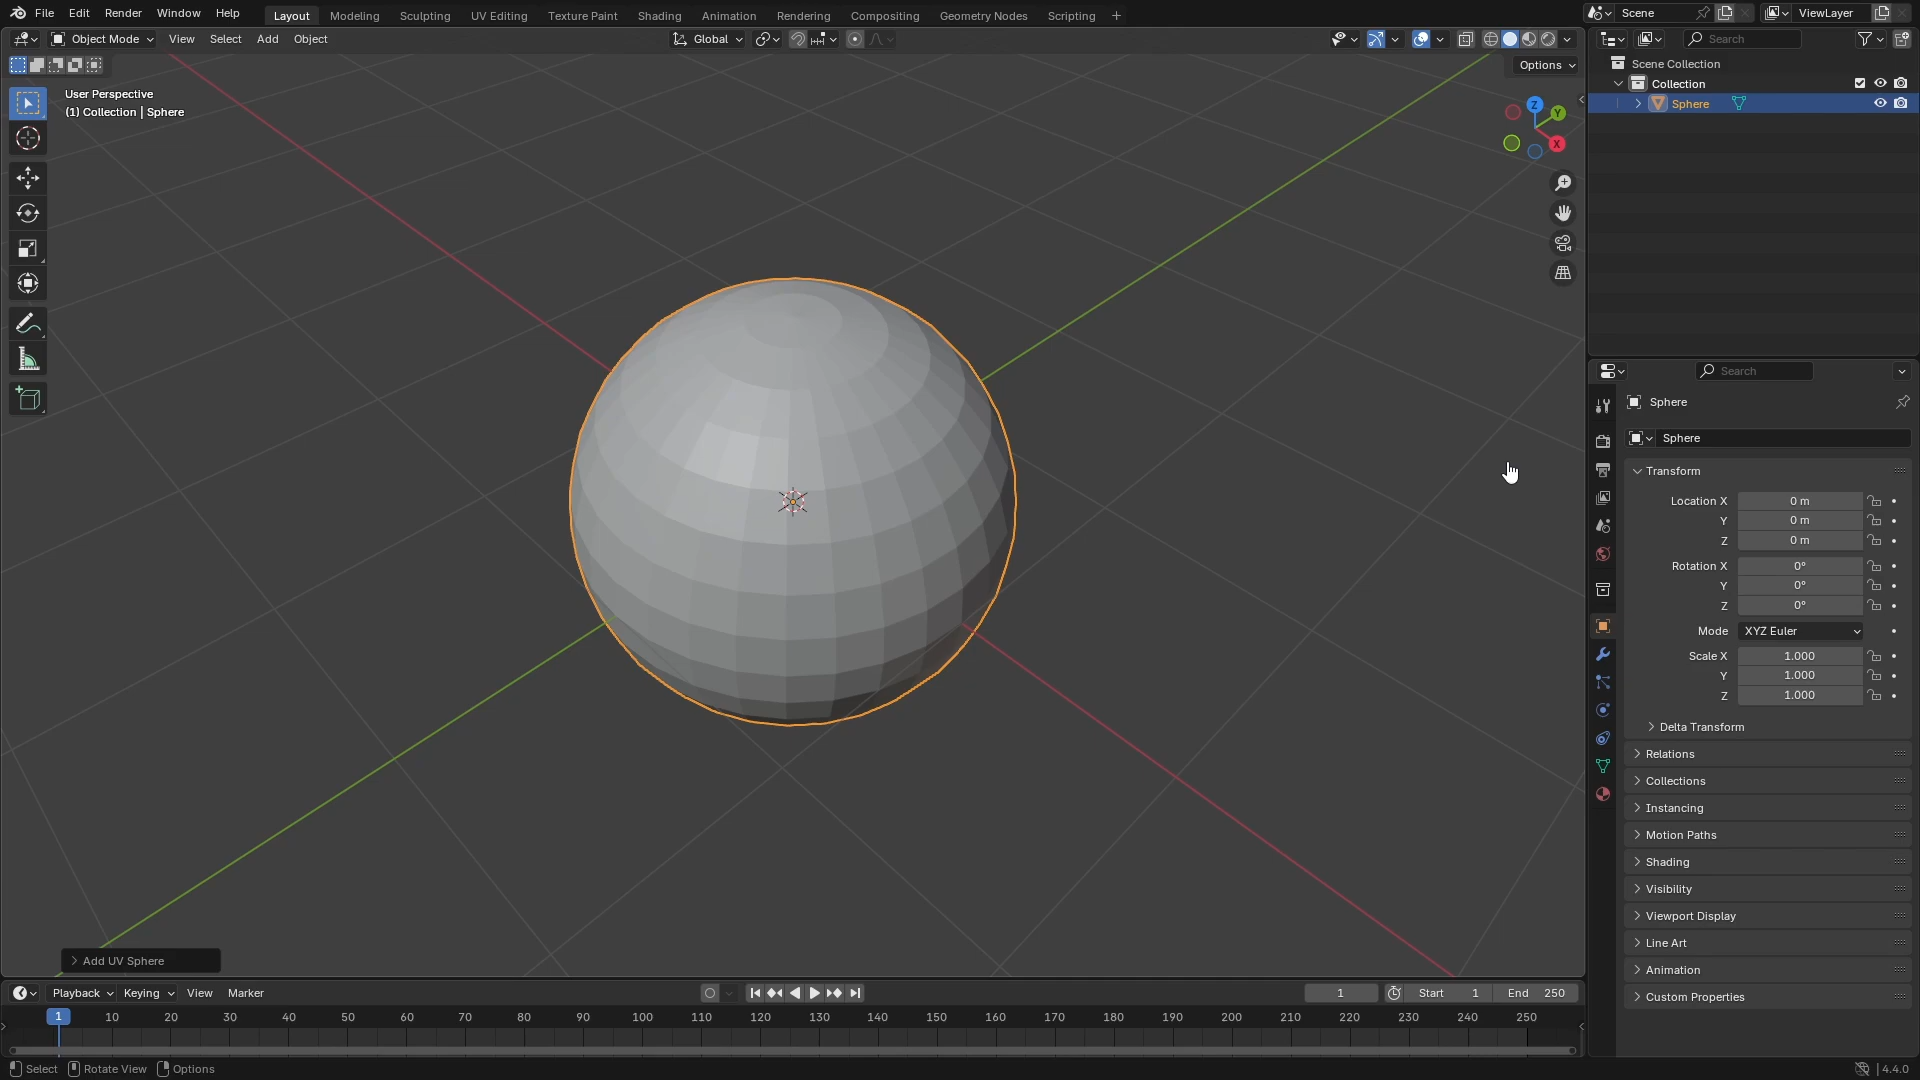 File Edit Render Window Help Layout Modeling Sculpting UV Editing Texture Paint Shading Animation Rendering Compositing Geometry Nodes Scripting + Scene ViewLayer
Object Mode View Select Add Object Global Search
Options
User Perspective
(1) Collection | Sphere
Z
Y
X
Scene Collection
Collection
Sphere
Search
Sphere
Sphere
Transform
Location X 0 m
Y 0 m
Z 0 m
Rotation X 0°
Y 0°
Z 0°
Mode XYZ Euler
Scale X 1.000
Y 1.000
Z 1.000
Delta Transform
Relations
Collections
Instancing
Motion Paths
Shading
Visibility
Viewport Display
Line Art
Animation
Custom Properties
Add UV Sphere
Playback Keying View Marker 1 Start 1 End 250
1 10 20 30 40 50 60 70 80 90 100 110 120 130 140 150 160 170 180 190 200 210 220 230 240 250
Select Rotate View Options 4.4.0